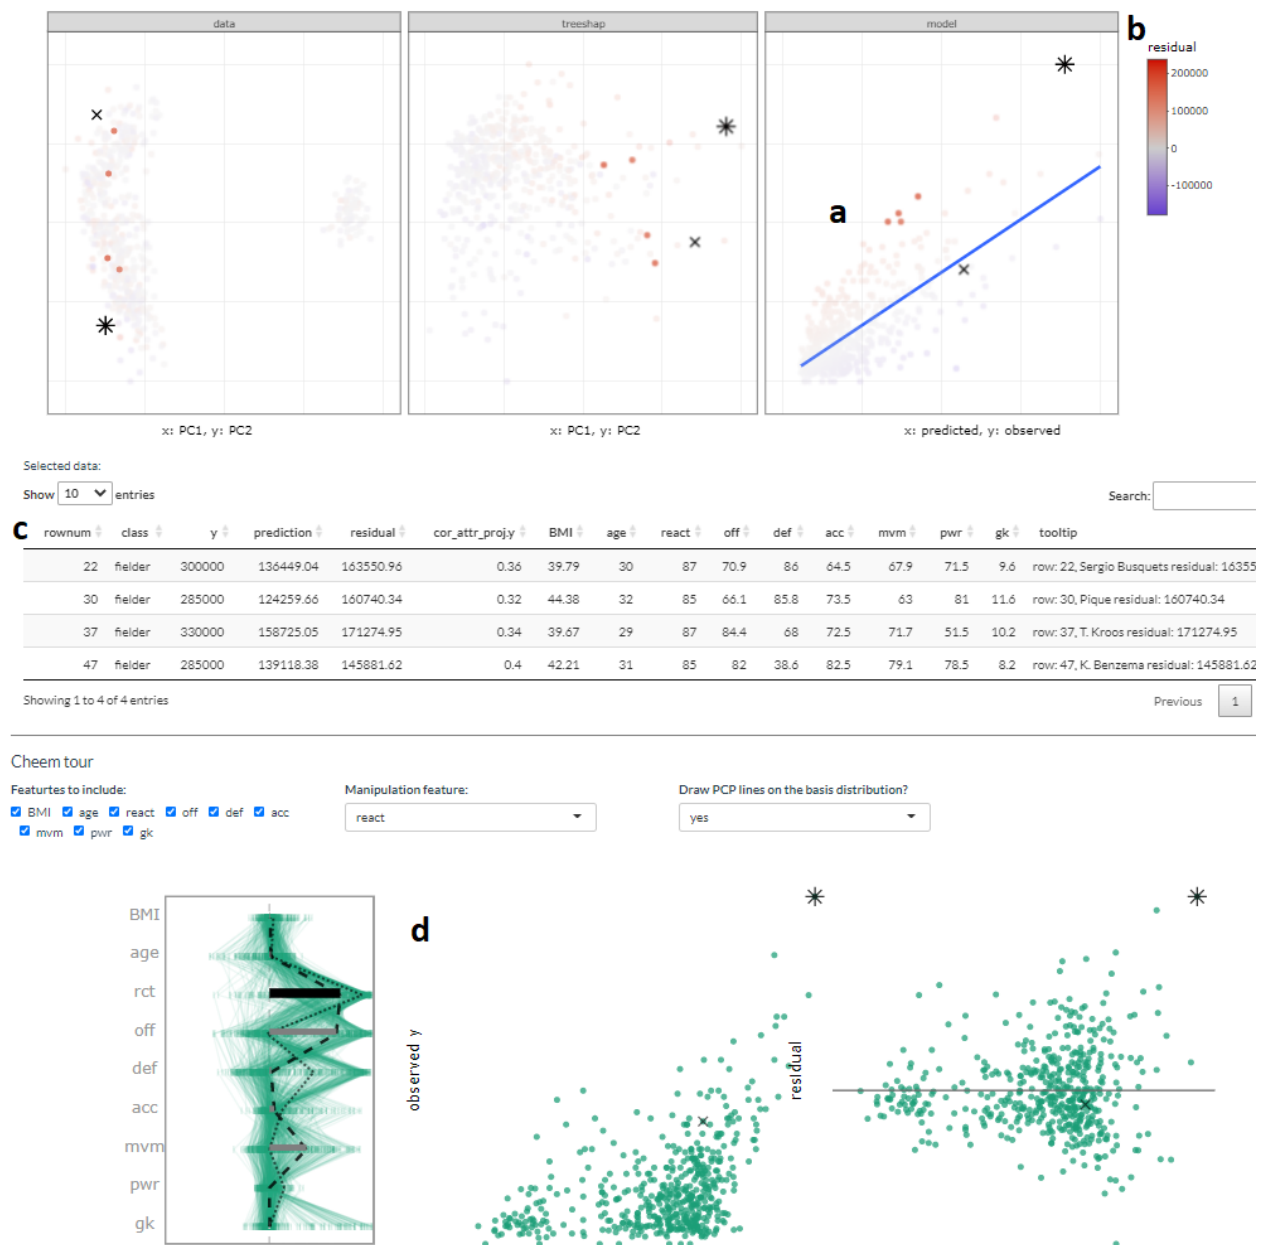 data treeshap model b
residual
200000
100000
0
-100000
a
x: PC1, y: PC2 x: PC1, y: PC2 x: predicted, y: observed
Selected data:
Show 10 entries Search:
c rownum class y prediction residual cor_attr_proj.y BMI age react off def acc mvm pwr gk tooltip
22 fielder 300000 136449.04 163550.96 0.36 39.79 30 87 70.9 86 64.5 67.9 71.5 9.6 row: 22, Sergio Busquets residual: 16355
30 fielder 285000 124259.66 160740.34 0.32 44.38 32 85 66.1 85.8 73.5 63 81 11.6 row: 30, Pique residual: 160740.34
37 fielder 330000 158725.05 171274.95 0.34 39.67 29 87 84.4 68 72.5 71.7 51.5 10.2 row: 37, T. Kroos residual: 171274.95
47 fielder 285000 139118.38 145881.62 0.4 42.21 31 85 82 38.6 82.5 79.1 78.5 8.2 row: 47, K. Benzema residual: 145881.62
Showing 1 to 4 of 4 entries Previous 1
Cheem tour
Featurtes to include: Manipulation feature: Draw PCP lines on the basis distribution?
BMI age react off def acc react yes
mvm pwr gk
BMI
d
age
rct
off
def
acc
mvm
pwr
gk
observed y
residual